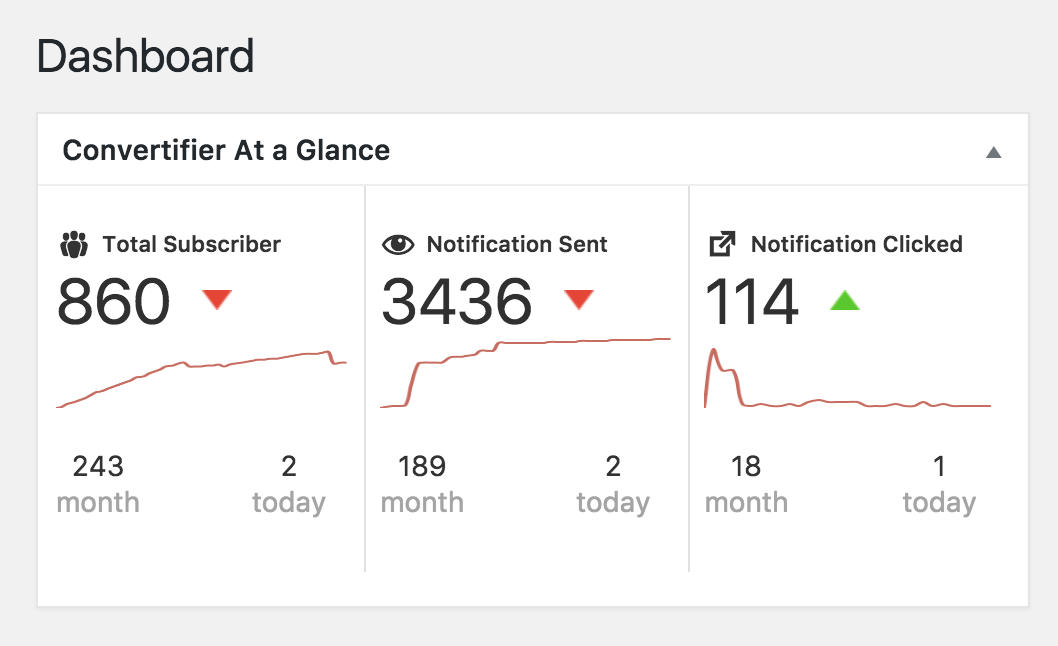 Dashboard
Convertifier At a Glance
Total Subscriber
860
243
month
2
today
Notification Sent
3436
189
month
2
today
Notification Clicked
114
18
month
1
today